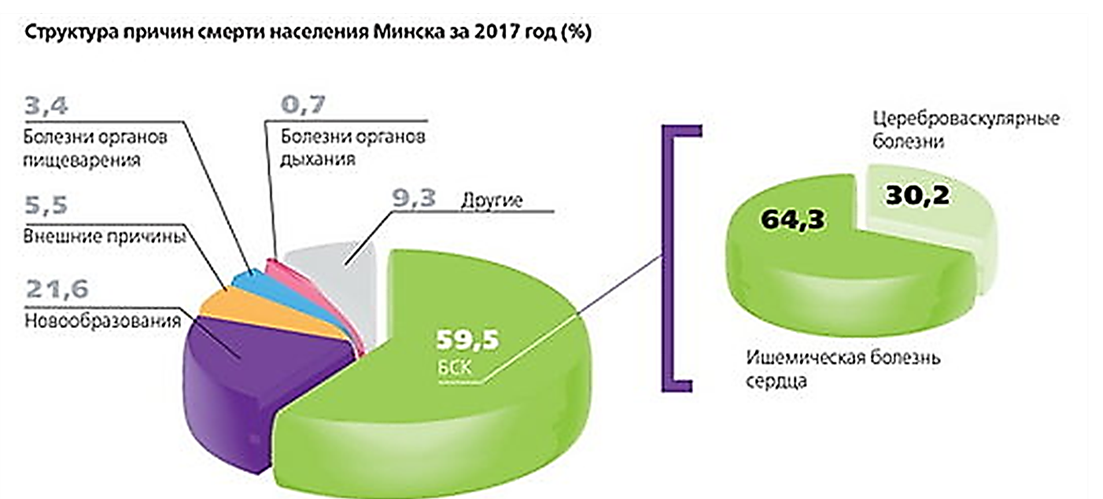 Структура причин смерти населения Минска за 2017 год (%)
3,4
Болезни органов
пищеварения
0,7
Болезни органов
дыхания
9,3 Другие
5,5
Внешние причины
21,6
Новообразования
59,5
БСК
Цереброваскулярные
болезни
30,2
64,3
Ишемическая болезнь
сердца